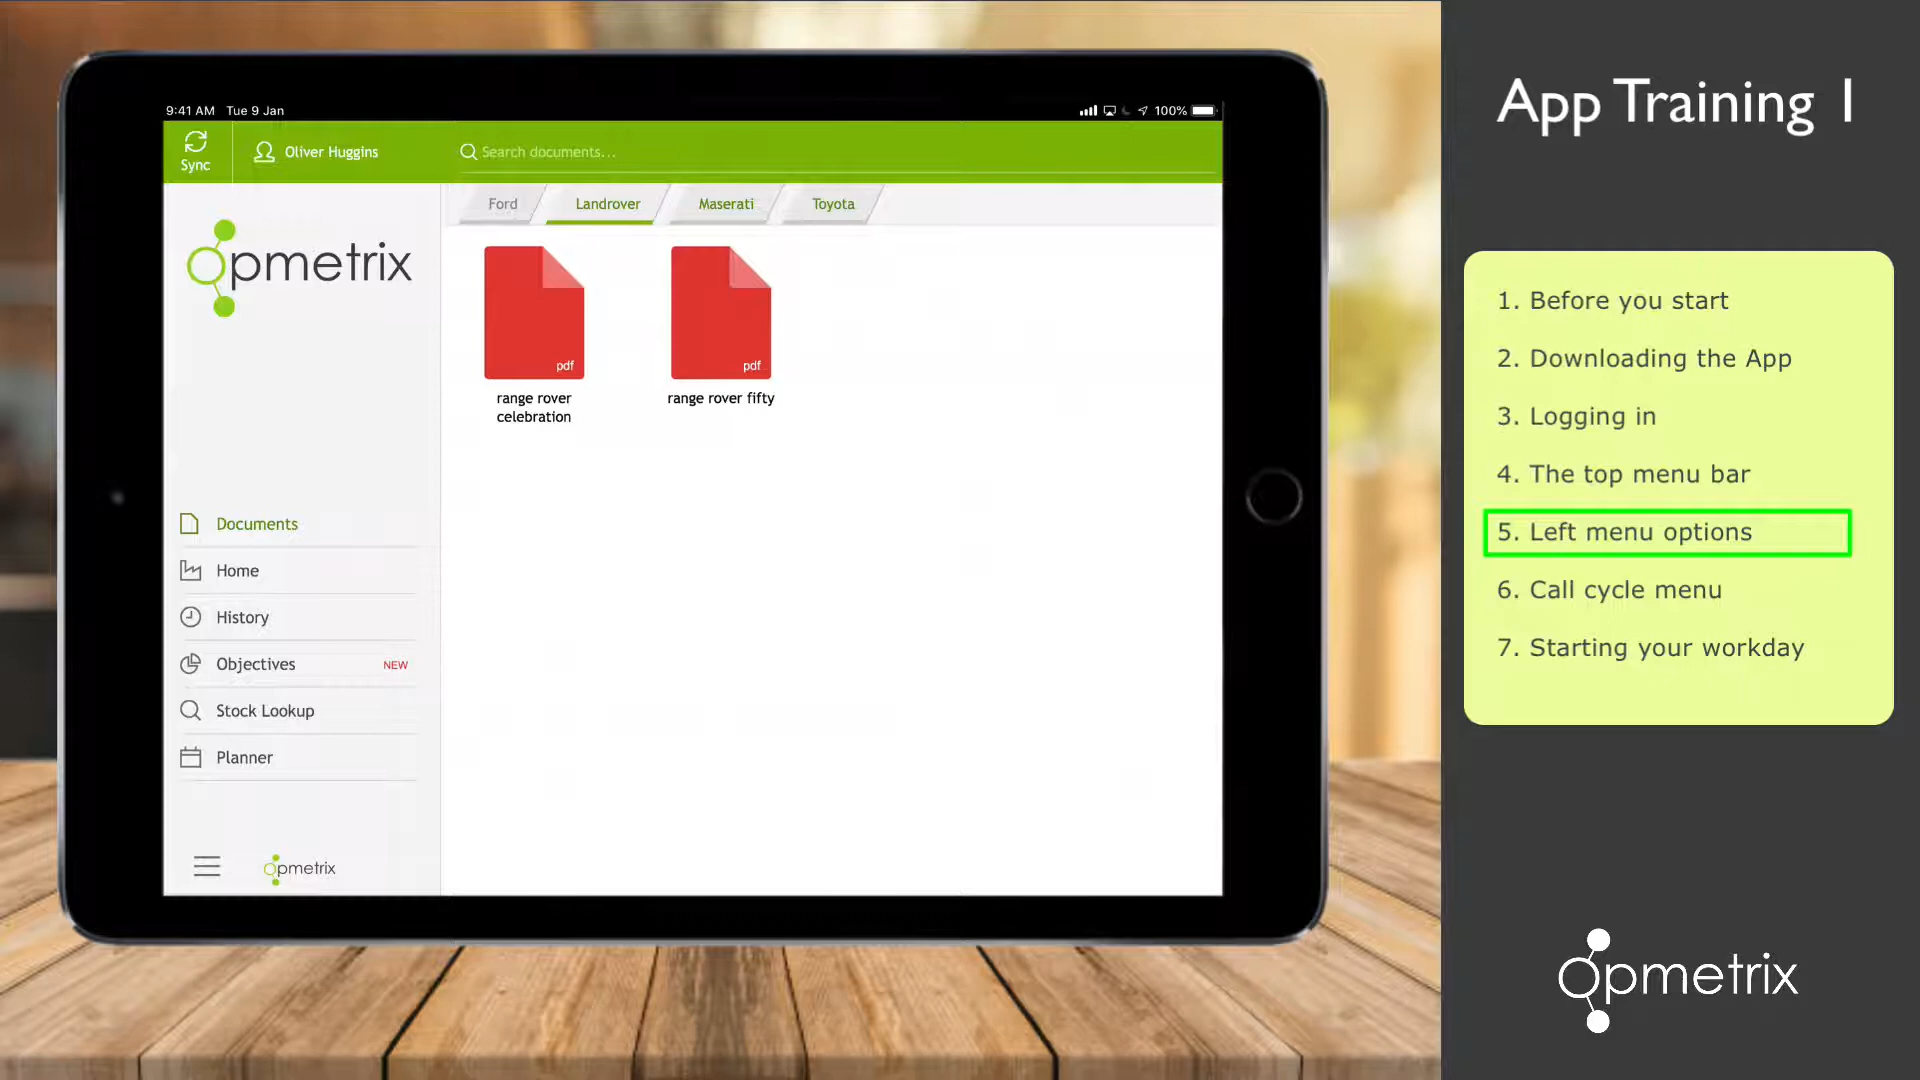 App Training 1
9:41 AM Tue 9 Jan
100%
Sync
Oliver Huggins
Search documents...
opmetrix
Ford
Landrover
Maserati
Toyota
pdf
pdf
range rover
celebration
range rover fifty
Documents
Home
History
Objectives NEW
Stock Lookup
Planner
opmetrix
1. Before you start
2. Downloading the App
3. Logging in
4. The top menu bar
5. Left menu options
6. Call cycle menu
7. Starting your workday
opmetrix